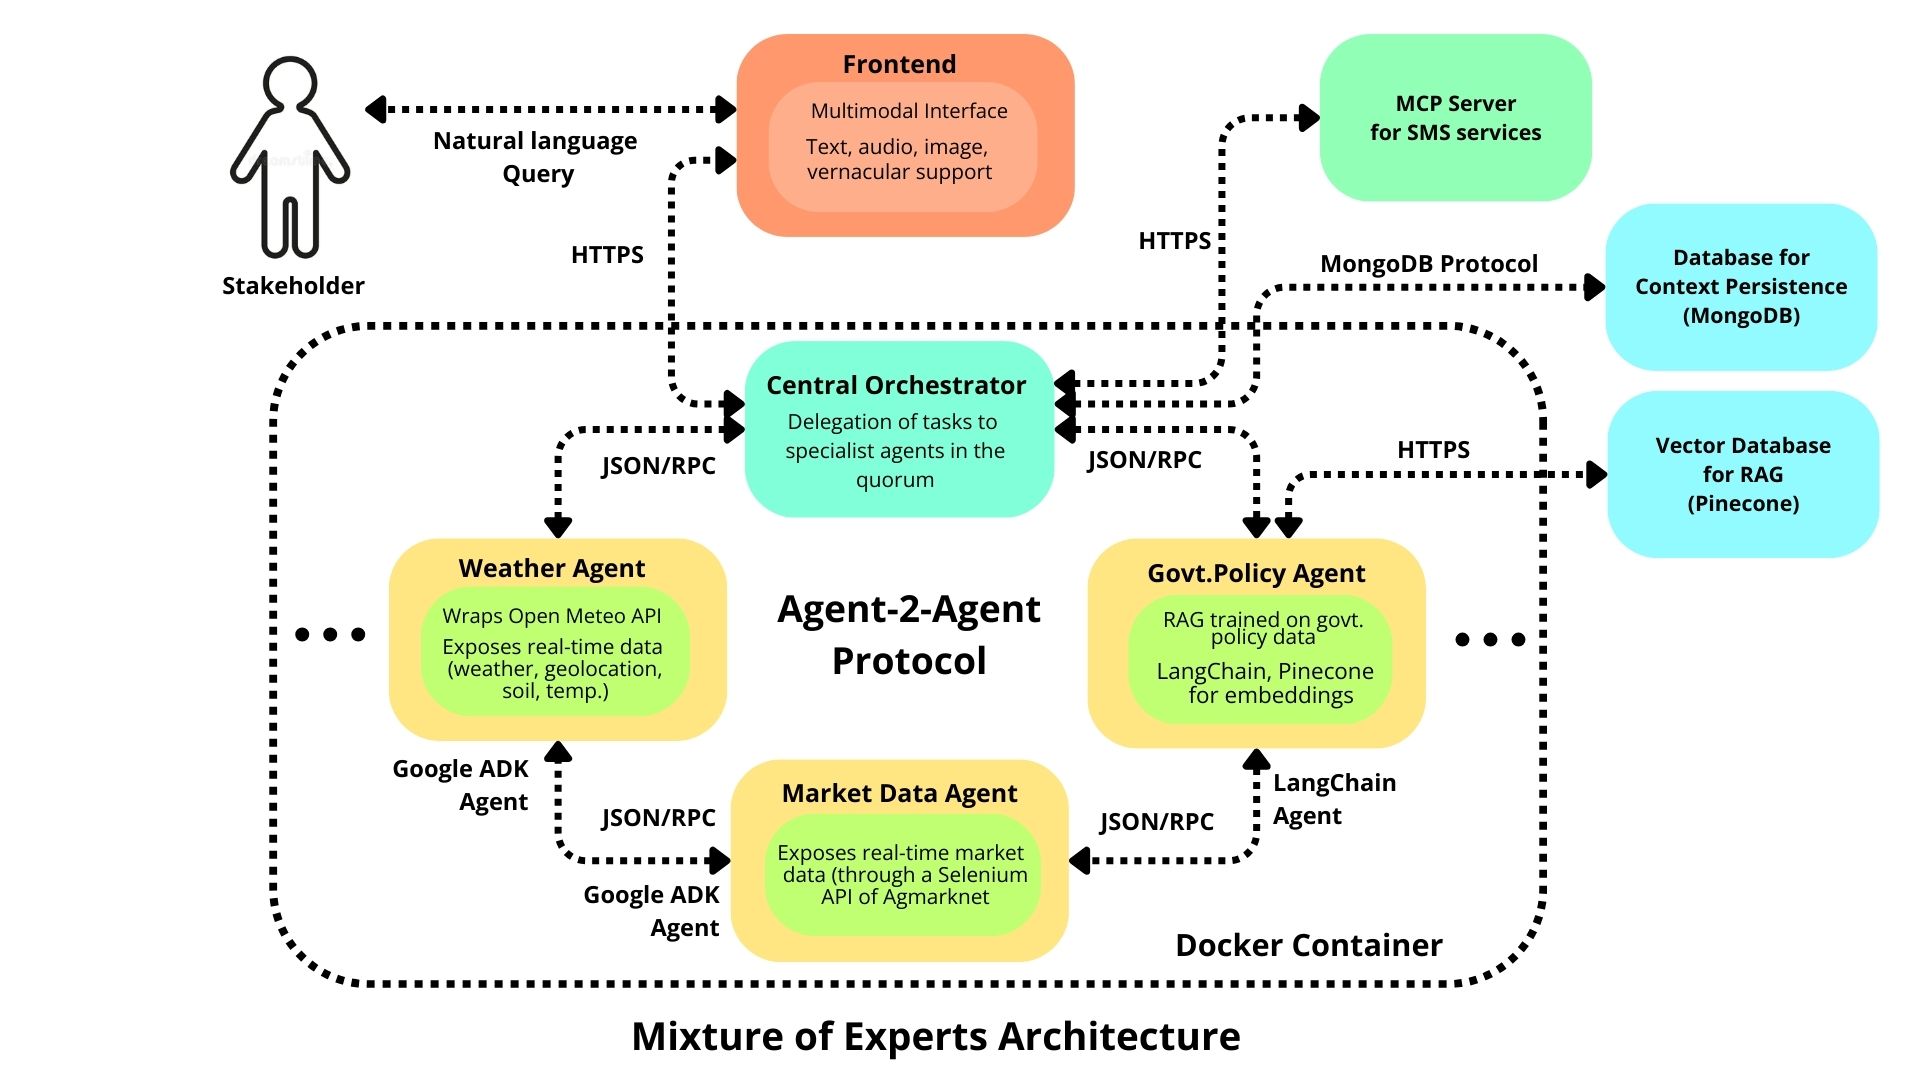 Frontend
Multimodal Interface
Text, audio, image,
vernacular support
Natural language
Query
Stakeholder
HTTPS
MCP Server
for SMS services
HTTPS
MongoDB Protocol
Database for
Context Persistence
(MongoDB)
Central Orchestrator
Delegation of tasks to
specialist agents in the
quorum
JSON/RPC
JSON/RPC
HTTPS
Vector Database
for RAG
(Pinecone)
Weather Agent
Wraps Open Meteo API
Exposes real-time data
(weather, geolocation,
soil, temp.)
Agent-2-Agent
Protocol
Govt.Policy Agent
RAG trained on govt.
policy data
LangChain, Pinecone
for embeddings
Google ADK
Agent
JSON/RPC
Google ADK
Agent
Market Data Agent
Exposes real-time market
data (through a Selenium
API of Agmarknet
JSON/RPC
LangChain
Agent
Docker Container
Mixture of Experts Architecture